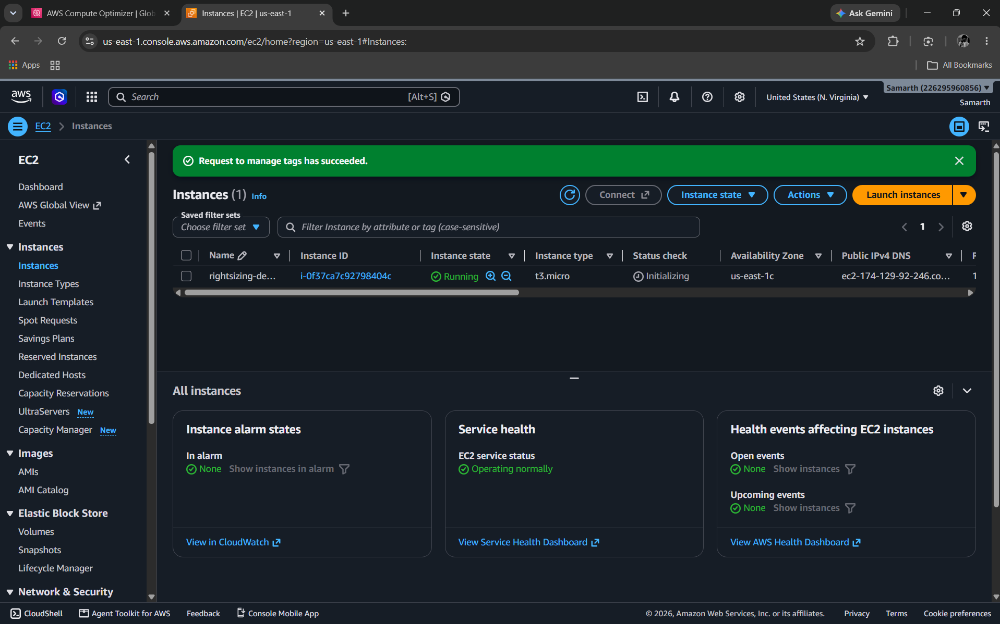 AWS Compute Optimizer | Glob
Instances | EC2 | us-east-1
Ask Gemini
us-east-1.console.aws.amazon.com/ec2/home?region=us-east-1#Instances:
Apps
All Bookmarks
aws
Search
[Alt+S]
United States (N. Virginia)
Samarth (226295960856)
Samarth
EC2
Instances
EC2
Dashboard
AWS Global View
Events
Instances
Instances
Instance Types
Launch Templates
Spot Requests
Savings Plans
Reserved Instances
Dedicated Hosts
Capacity Reservations
UltraServers New
Capacity Manager New
Images
AMIs
AMI Catalog
Elastic Block Store
Volumes
Snapshots
Lifecycle Manager
Network & Security
Request to manage tags has succeeded.
Instances (1) Info
Connect
Instance state
Actions
Launch instances
Saved filter sets
Choose filter set
Filter Instance by attribute or tag (case-sensitive)
1
Name Instance ID Instance state Instance type Status check Availability Zone Public IPv4 DNS
rightsizing-de... i-0f37ca7c92798404c Running t3.micro Initializing us-east-1c ec2-174-129-92-246.co... 1
All instances
Instance alarm states
In alarm
None Show instances in alarm
View in CloudWatch
Service health
EC2 service status
Operating normally
View Service Health Dashboard
Health events affecting EC2 instances
Open events
None Show instances
Upcoming events
None Show instances
View AWS Health Dashboard
CloudShell
Agent Toolkit for AWS
Feedback
Console Mobile App
© 2026, Amazon Web Services, Inc. or its affiliates.
Privacy
Terms
Cookie preferences